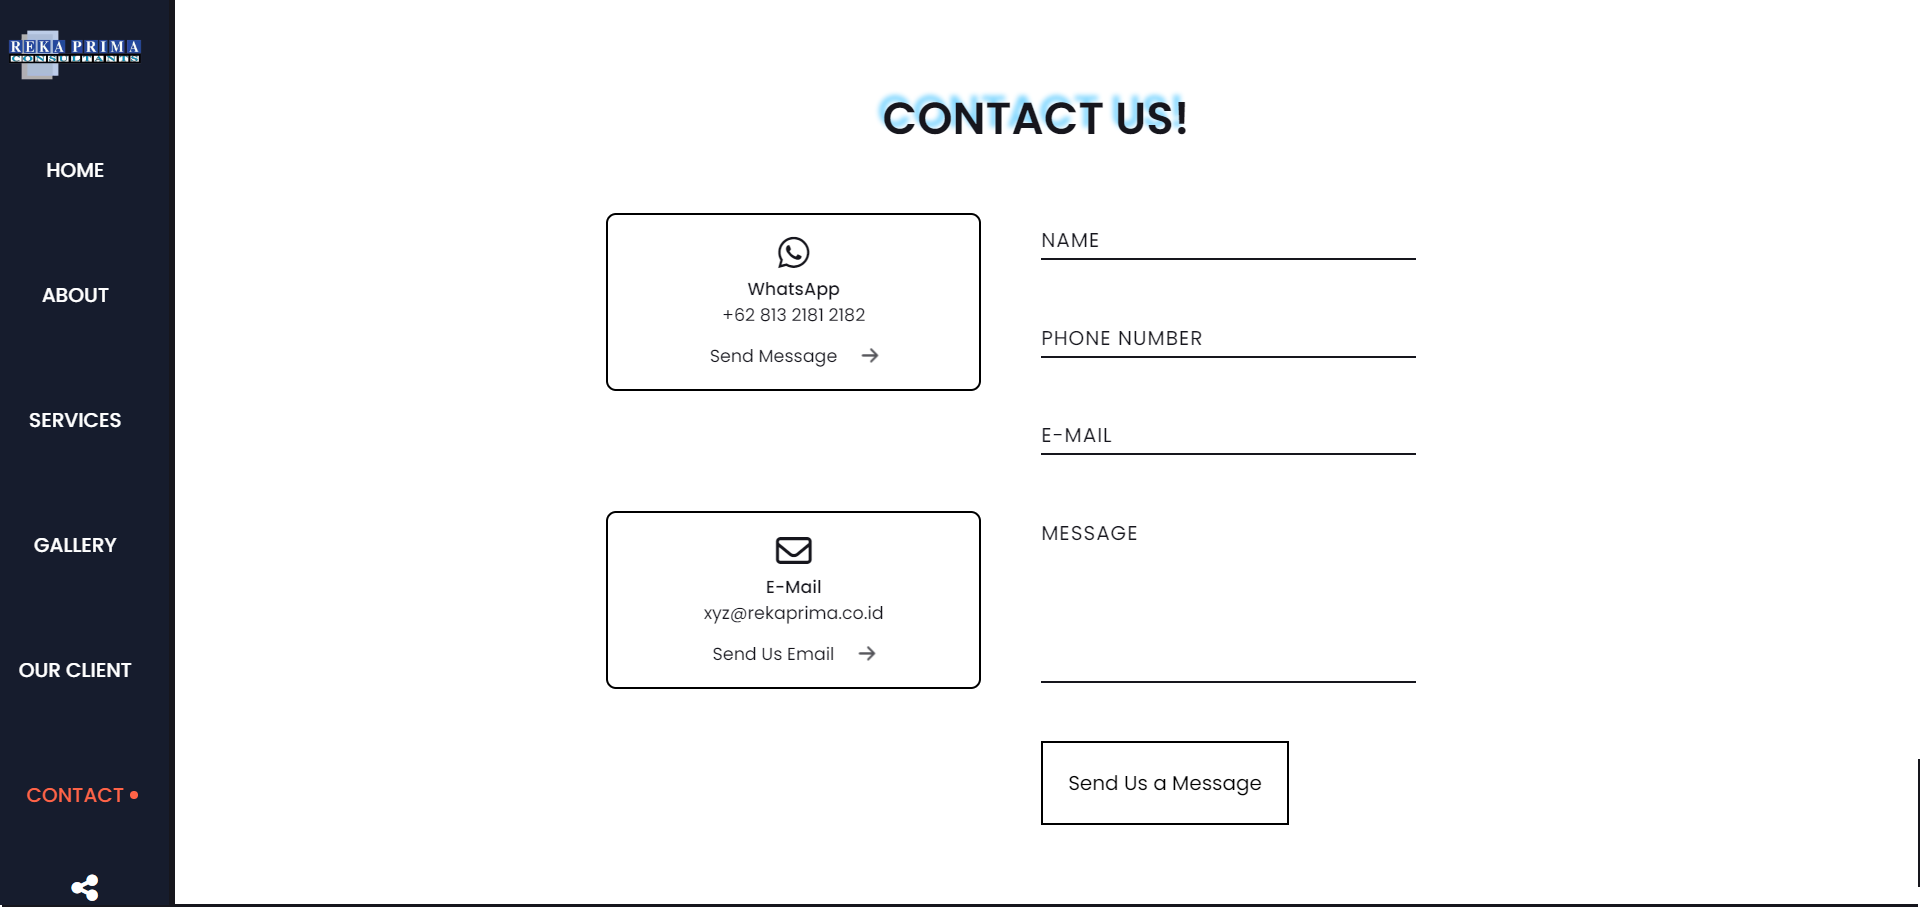 REKA PRIMA
CONSULTANTS
HOME
ABOUT
SERVICES
GALLERY
OUR CLIENT
CONTACT
CONTACT US!
WhatsApp
+62 813 2181 2182
Send Message
E-Mail
xyz@rekaprima.co.id
Send Us Email
NAME
PHONE NUMBER
E-MAIL
MESSAGE
Send Us a Message